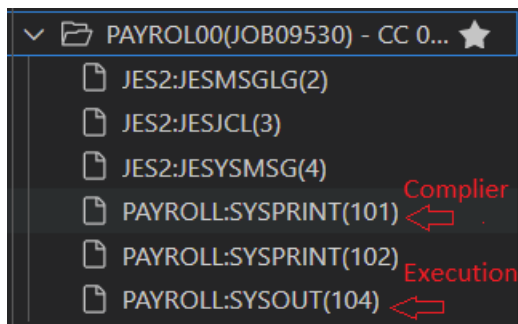 PAYROL00(JOB09530) - CC 0...
JES2:JESMSGLG(2)
JES2:JESJCL(3)
JES2:JESYSMSG(4)
Complier
PAYROLL:SYSPRINT(101)
PAYROLL:SYSPRINT(102)
Execution
PAYROLL:SYSOUT(104)